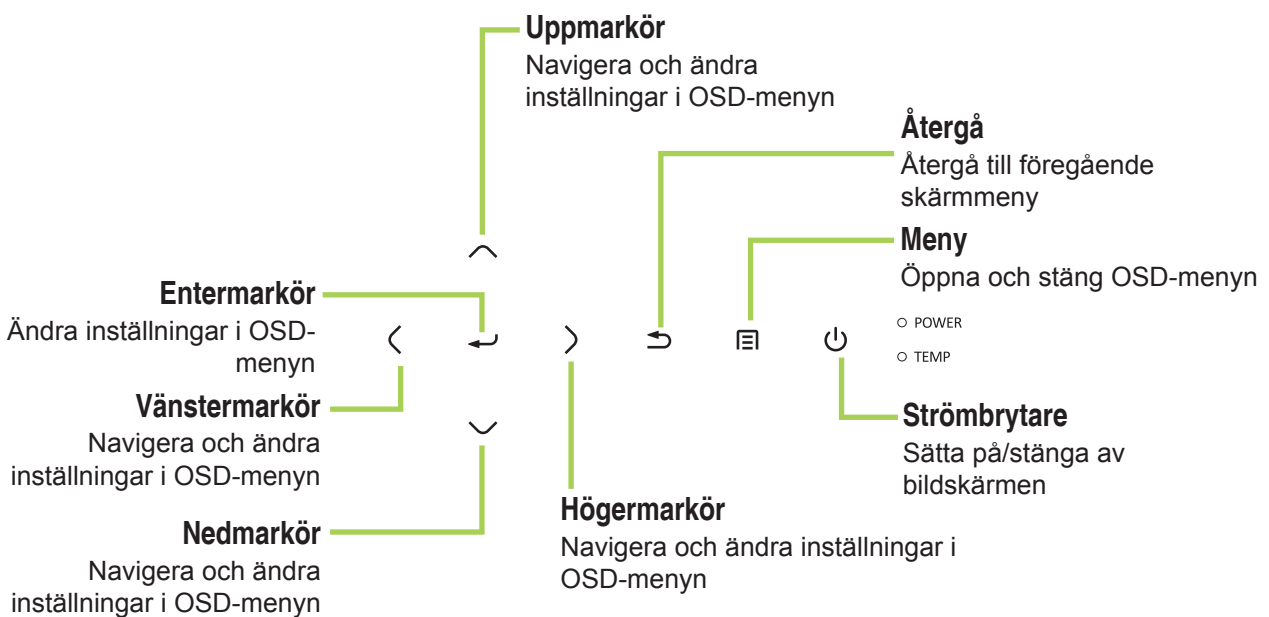 Uppmarkör
Navigera och ändra
inställningar i OSD-menyn
Återgå
Återgå till föregående
skärmmeny
Meny
Öppna och stäng OSD-menyn
Entermarkör
Ändra inställningar i OSD-
menyn
POWER
TEMP
Vänstermarkör
Navigera och ändra
inställningar i OSD-menyn
Strömbrytare
Sätta på/stänga av
bildskärmen
Högermarkör
Navigera och ändra inställningar i
OSD-menyn
Nedmarkör
Navigera och ändra
inställningar i OSD-menyn